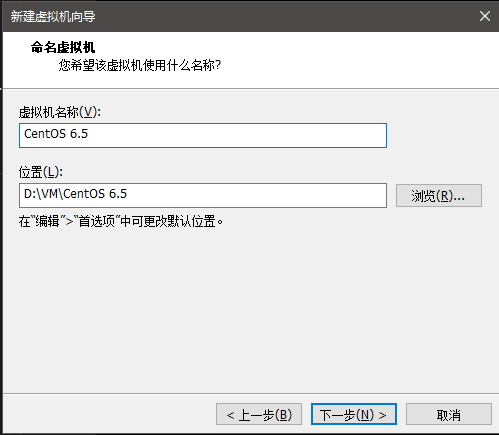 新建虚拟机向导
命名虚拟机
您希望该虚拟机使用什么名称?
虚拟机名称(V):
CentOS 6.5
位置(L):
D:\VM\CentOS 6.5
浏览(R)...
在“编辑”>“首选项”中可更改默认位置。
< 上一步(B) 下一步(N) > 取消